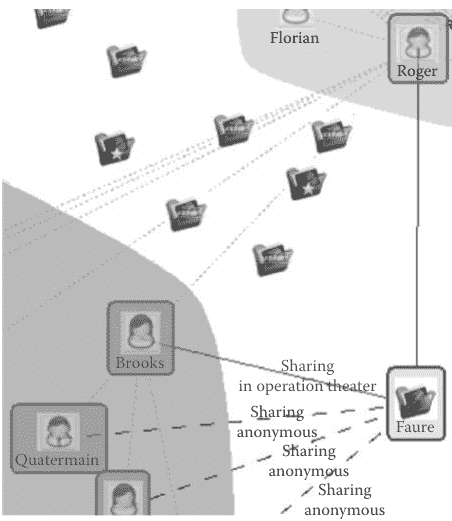 Florian
Roger
Brooks
Sharing
in operation theater
Sharing
anonymous
Faure
Sharing
anonymous
Quatermain
Sharing
anonymous